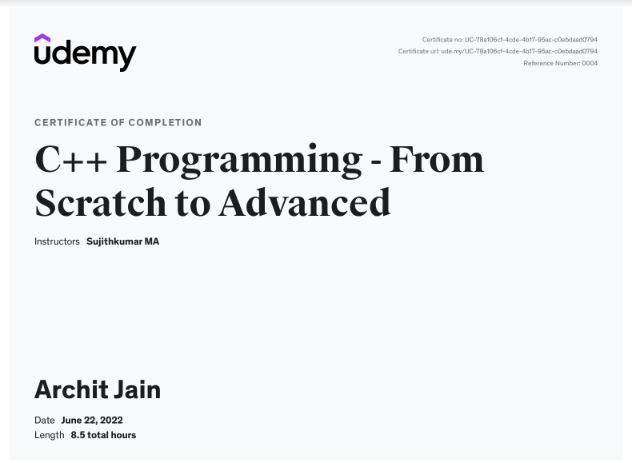 udemy
Certificate no: UC-78a106cf-4cde-4bf7-95ac-c0ebdaad0794
Certificate url: ude.my/UC-78a106cf-4cde-4bf7-95ac-c0ebdaad0794
Reference Number: 0004
CERTIFICATE OF COMPLETION
C++ Programming - From
Scratch to Advanced
Instructors Sujithkumar MA
Archit Jain
Date June 22, 2022
Length 8.5 total hours